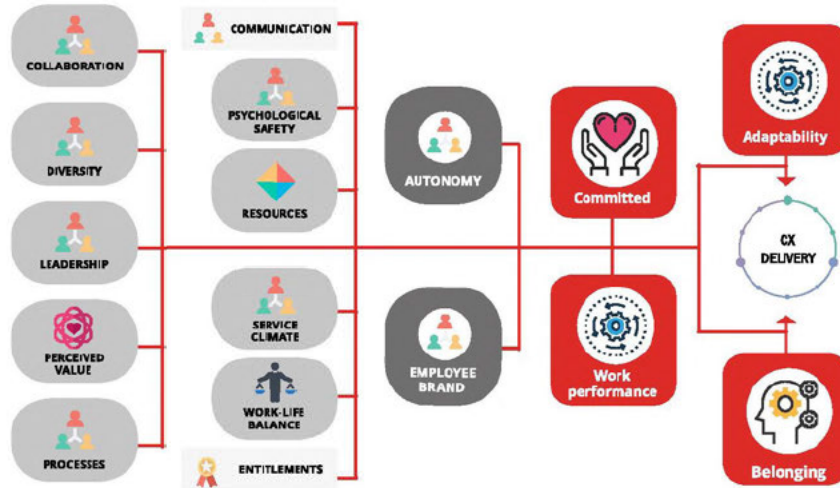 COLLABORATION
DIVERSITY
LEADERSHIP
PERCEIVED
VALUE
PROCESSES
COMMUNICATION
PSYCHOLOGICAL
SAFETY
RESOURCES
SERVICE
CLIMATE
WORK-LIFE
BALANCE
ENTITLEMENTS
AUTONOMY
EMPLOYEE
BRAND
Committed
Work
performance
Adaptability
CX
DELIVERY
Belonging